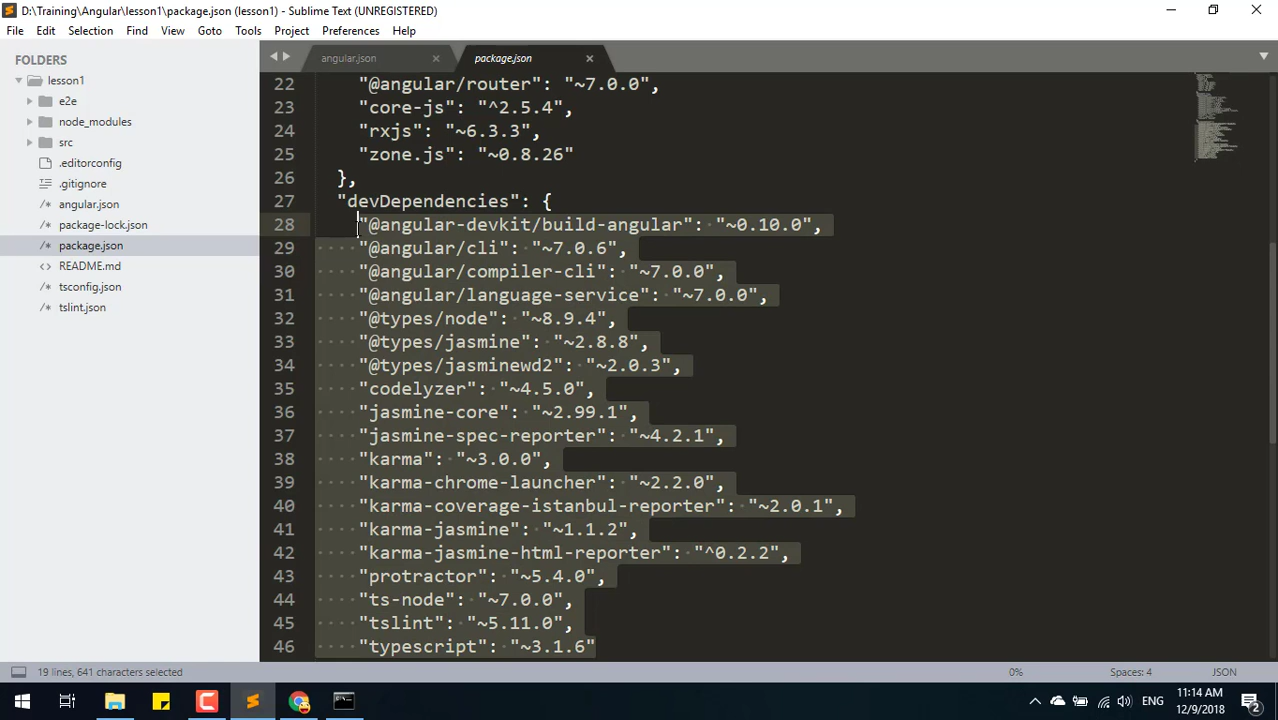 D:\Training\Angular\lesson1\package.json (lesson1) - Sublime Text (UNREGISTERED)
File Edit Selection Find View Goto Tools Project Preferences Help
FOLDERS
lesson1
e2e
node_modules
src
.editorconfig
.gitignore
angular.json
package-lock.json
package.json
README.md
tsconfig.json
tslint.json
angular.json × package.json ×
22 "@angular/router": "~7.0.0",
23 "core-js": "^2.5.4",
24 "rxjs": "~6.3.3",
25 "zone.js": "~0.8.26"
26 },
27 "devDependencies": {
28 "@angular-devkit/build-angular": "~0.10.0",
29 "@angular/cli": "~7.0.6",
30 "@angular/compiler-cli": "~7.0.0",
31 "@angular/language-service": "~7.0.0",
32 "@types/node": "~8.9.4",
33 "@types/jasmine": "~2.8.8",
34 "@types/jasminewd2": "~2.0.3",
35 "codelyzer": "~4.5.0",
36 "jasmine-core": "~2.99.1",
37 "jasmine-spec-reporter": "~4.2.1",
38 "karma": "~3.0.0",
39 "karma-chrome-launcher": "~2.2.0",
40 "karma-coverage-istanbul-reporter": "~2.0.1",
41 "karma-jasmine": "~1.1.2",
42 "karma-jasmine-html-reporter": "^0.2.2",
43 "protractor": "~5.4.0",
44 "ts-node": "~7.0.0",
45 "tslint": "~5.11.0",
46 "typescript": "~3.1.6"
19 lines, 641 characters selected 0% Spaces: 4 JSON
ENG
11:14 AM
12/9/2018
2